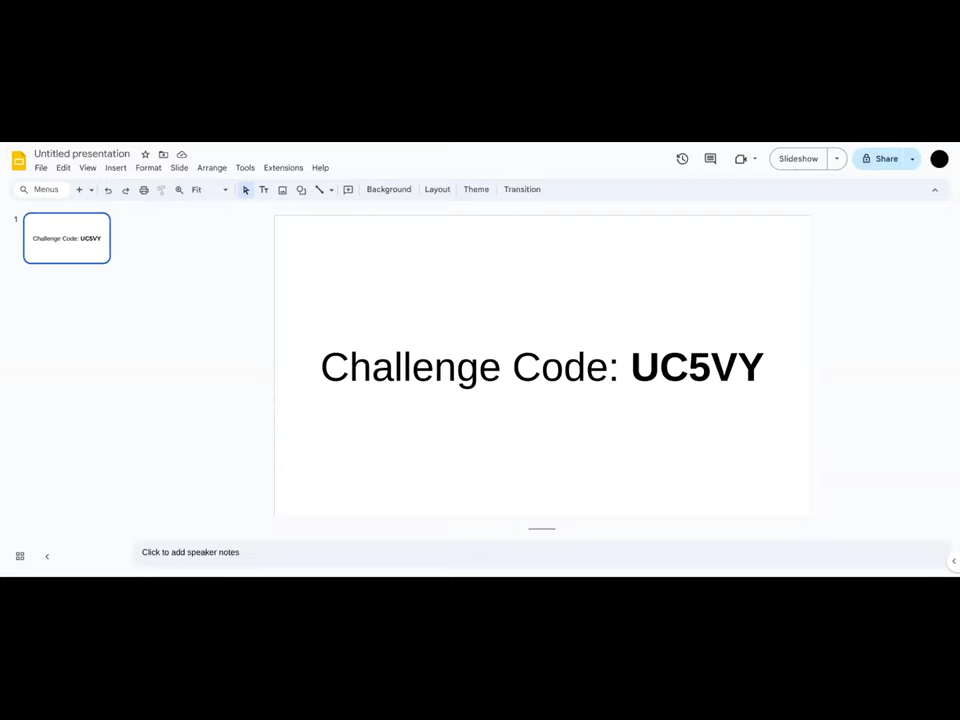 Untitled presentation
File Edit View Insert Format Slide Arrange Tools Extensions Help
Slideshow
Share
Menus
Fit
Background Layout Theme Transition
1
Challenge Code: UC5VY
Challenge Code: UC5VY
Click to add speaker notes